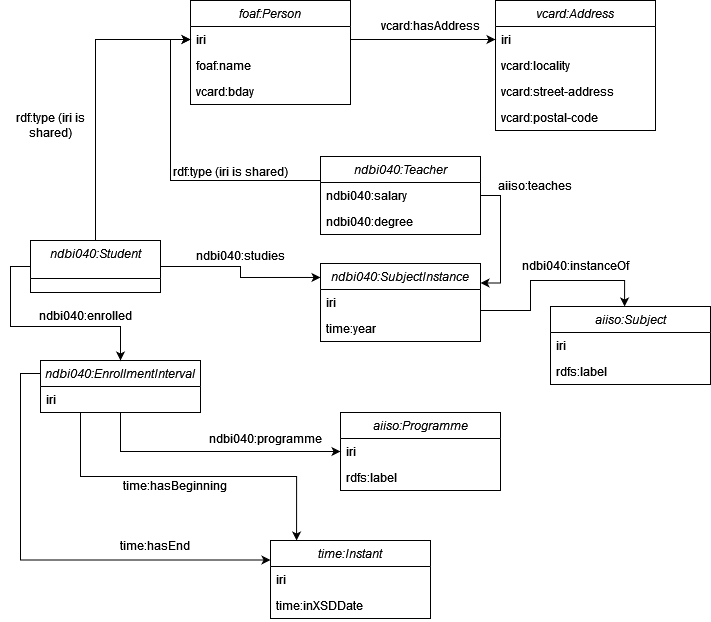 foaf:Person
iri
foaf:name
vcard:bday
vcard:hasAddress
vcard:Address
iri
vcard:locality
vcard:street-address
vcard:postal-code
rdf:type (iri is
shared)
rdf:type (iri is shared)
ndbi040:Teacher
ndbi040:salary
ndbi040:degree
aiiso:teaches
ndbi040:Student
ndbi040:studies
ndbi040:SubjectInstance
iri
time:year
ndbi040:instanceOf
aiiso:Subject
iri
rdfs:label
ndbi040:enrolled
ndbi040:EnrollmentInterval
iri
ndbi040:programme
aiiso:Programme
iri
rdfs:label
time:hasBeginning
time:hasEnd
time:Instant
iri
time:inXSDDate